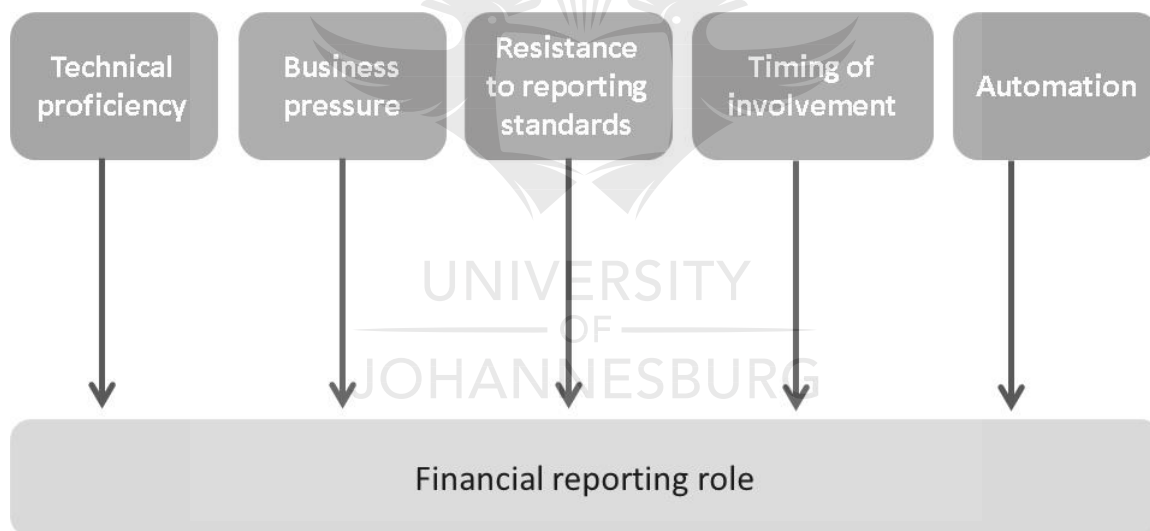 Technical
proficiency
Business
pressure
Resistance
to reporting
standards
Timing of
involvement
Automation
UNIVERSITY
OF
JOHANNESBURG
Financial reporting role